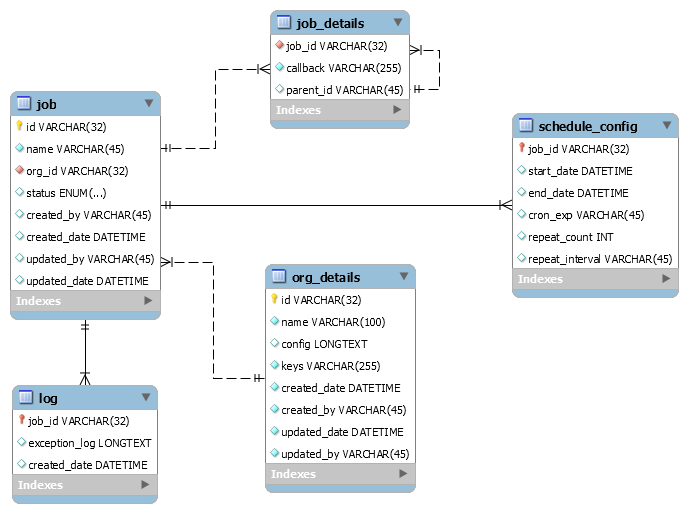 job_details
job_id VARCHAR(32)
callback VARCHAR(255)
parent_id VARCHAR(45)
Indexes
job
id VARCHAR(32)
name VARCHAR(45)
org_id VARCHAR(32)
status ENUM(...)
created_by VARCHAR(45)
created_date DATETIME
updated_by VARCHAR(45)
updated_date DATETIME
Indexes
schedule_config
job_id VARCHAR(32)
start_date DATETIME
end_date DATETIME
cron_exp VARCHAR(45)
repeat_count INT
repeat_interval VARCHAR(45)
Indexes
org_details
id VARCHAR(32)
name VARCHAR(100)
config LONGTEXT
keys VARCHAR(255)
created_date DATETIME
created_by VARCHAR(45)
updated_date DATETIME
updated_by VARCHAR(45)
Indexes
log
job_id VARCHAR(32)
exception_log LONGTEXT
created_date DATETIME
Indexes